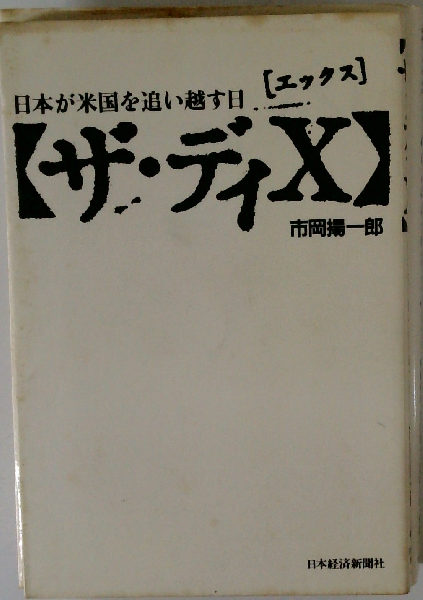 日本が米国を追い越す日
［エックス］
【ザ・ディX】
市岡揚一郎
日本経済新聞社